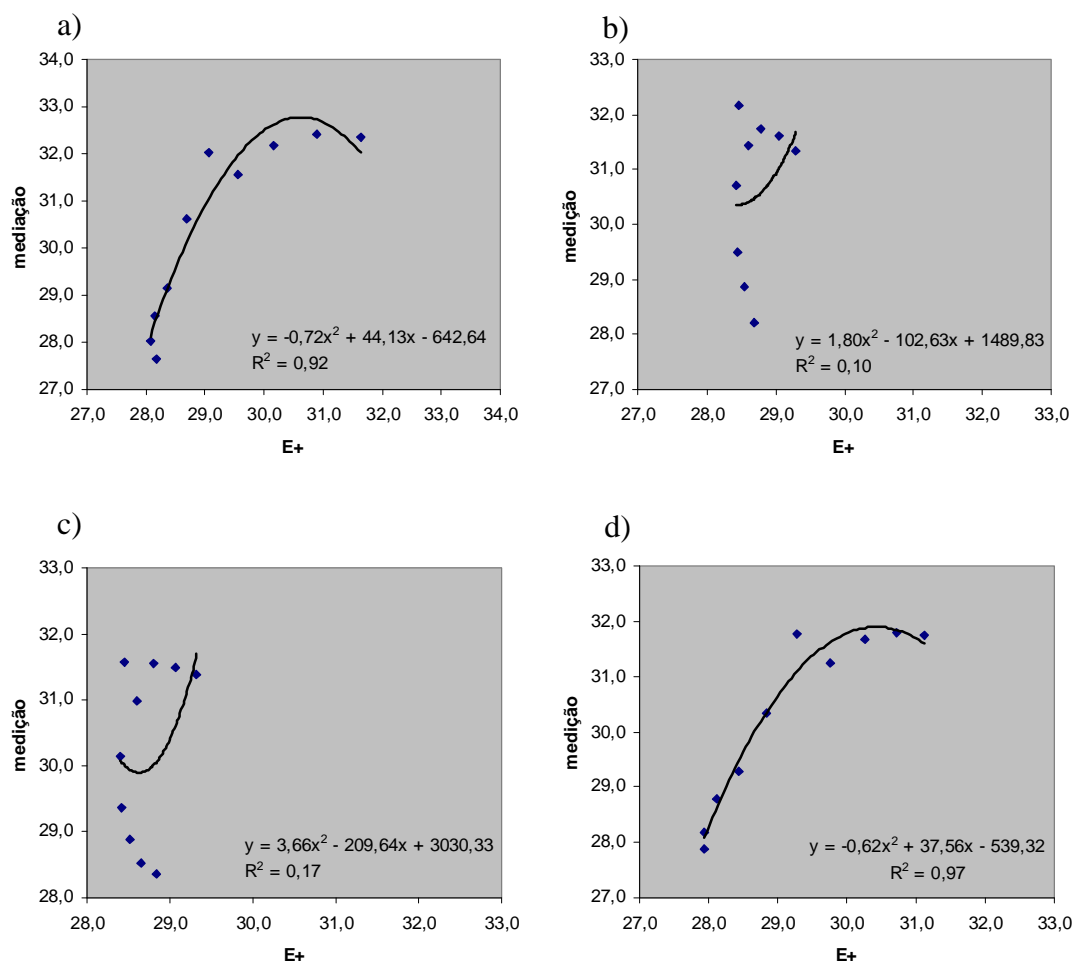 a)
34,0
33,0
32,0
31,0
30,0
29,0
28,0
27,0
mediação
y = -0,72x² + 44,13x - 642,64
R² = 0,92
27,0 28,0 29,0 30,0 31,0 32,0 33,0 34,0
E+
b)
33,0
32,0
31,0
30,0
29,0
28,0
27,0
medição
y = 1,80x² - 102,63x + 1489,83
R² = 0,10
27,0 28,0 29,0 30,0 31,0 32,0 33,0
E+
c)
33,0
32,0
31,0
30,0
29,0
28,0
medição
y = 3,66x² - 209,64x + 3030,33
R² = 0,17
28,0 29,0 30,0 31,0 32,0 33,0
E+
d)
33,0
32,0
31,0
30,0
29,0
28,0
27,0
medição
y = -0,62x² + 37,56x - 539,32
R² = 0,97
27,0 28,0 29,0 30,0 31,0 32,0 33,0
E+